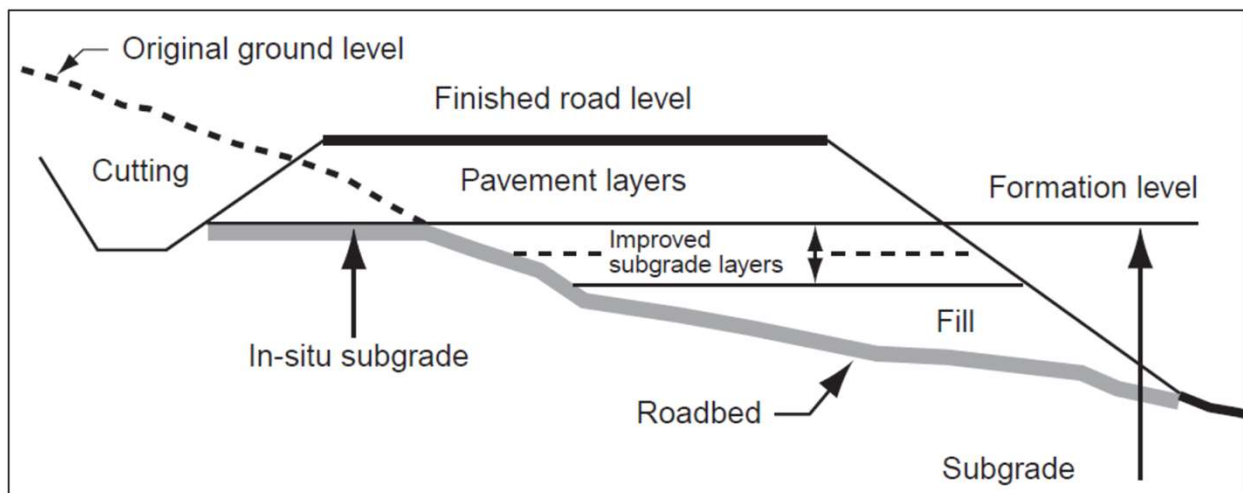 Original ground level
Finished road level
Cutting
Pavement layers
Formation level
Improved
subgrade layers
Fill
In-situ subgrade
Roadbed
Subgrade